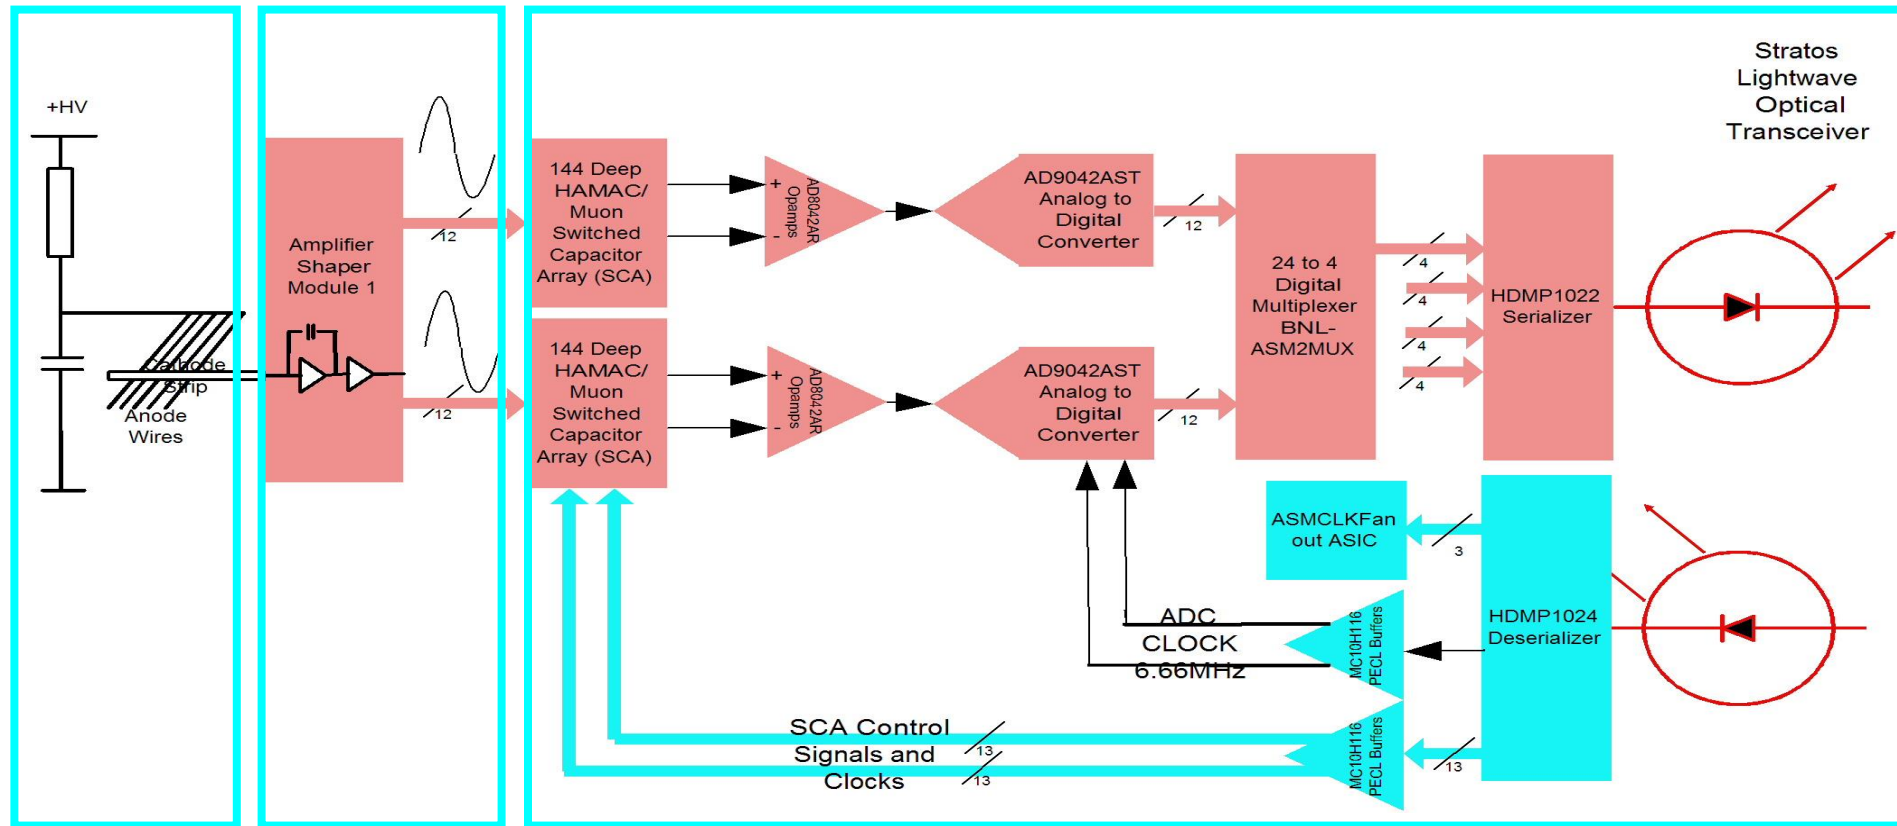 +HV
Cathode
Strip
Anode
Wires
Amplifier
Shaper
Module 1
12
12
144 Deep
HAMAC/
Muon
Switched
Capacitor
Array (SCA)
144 Deep
HAMAC/
Muon
Switched
Capacitor
Array (SCA)
+
-
AD8042AR
Opamps
+
-
AD8042AR
Opamps
AD9042AST
Analog to
Digital
Converter
12
AD9042AST
Analog to
Digital
Converter
12
24 to 4
Digital
Multiplexer
BNL-
ASM2MUX
4
4
4
4
HDMP1022
Serializer
Stratos
Lightwave
Optical
Transceiver
ASMCLKFan
out ASIC
3
HDMP1024
Deserializer
MC10H116
PECL Buffers
ADC
CLOCK
6.66MHz
MC10H116
PECL Buffers
13
SCA Control
Signals and
Clocks
13
13